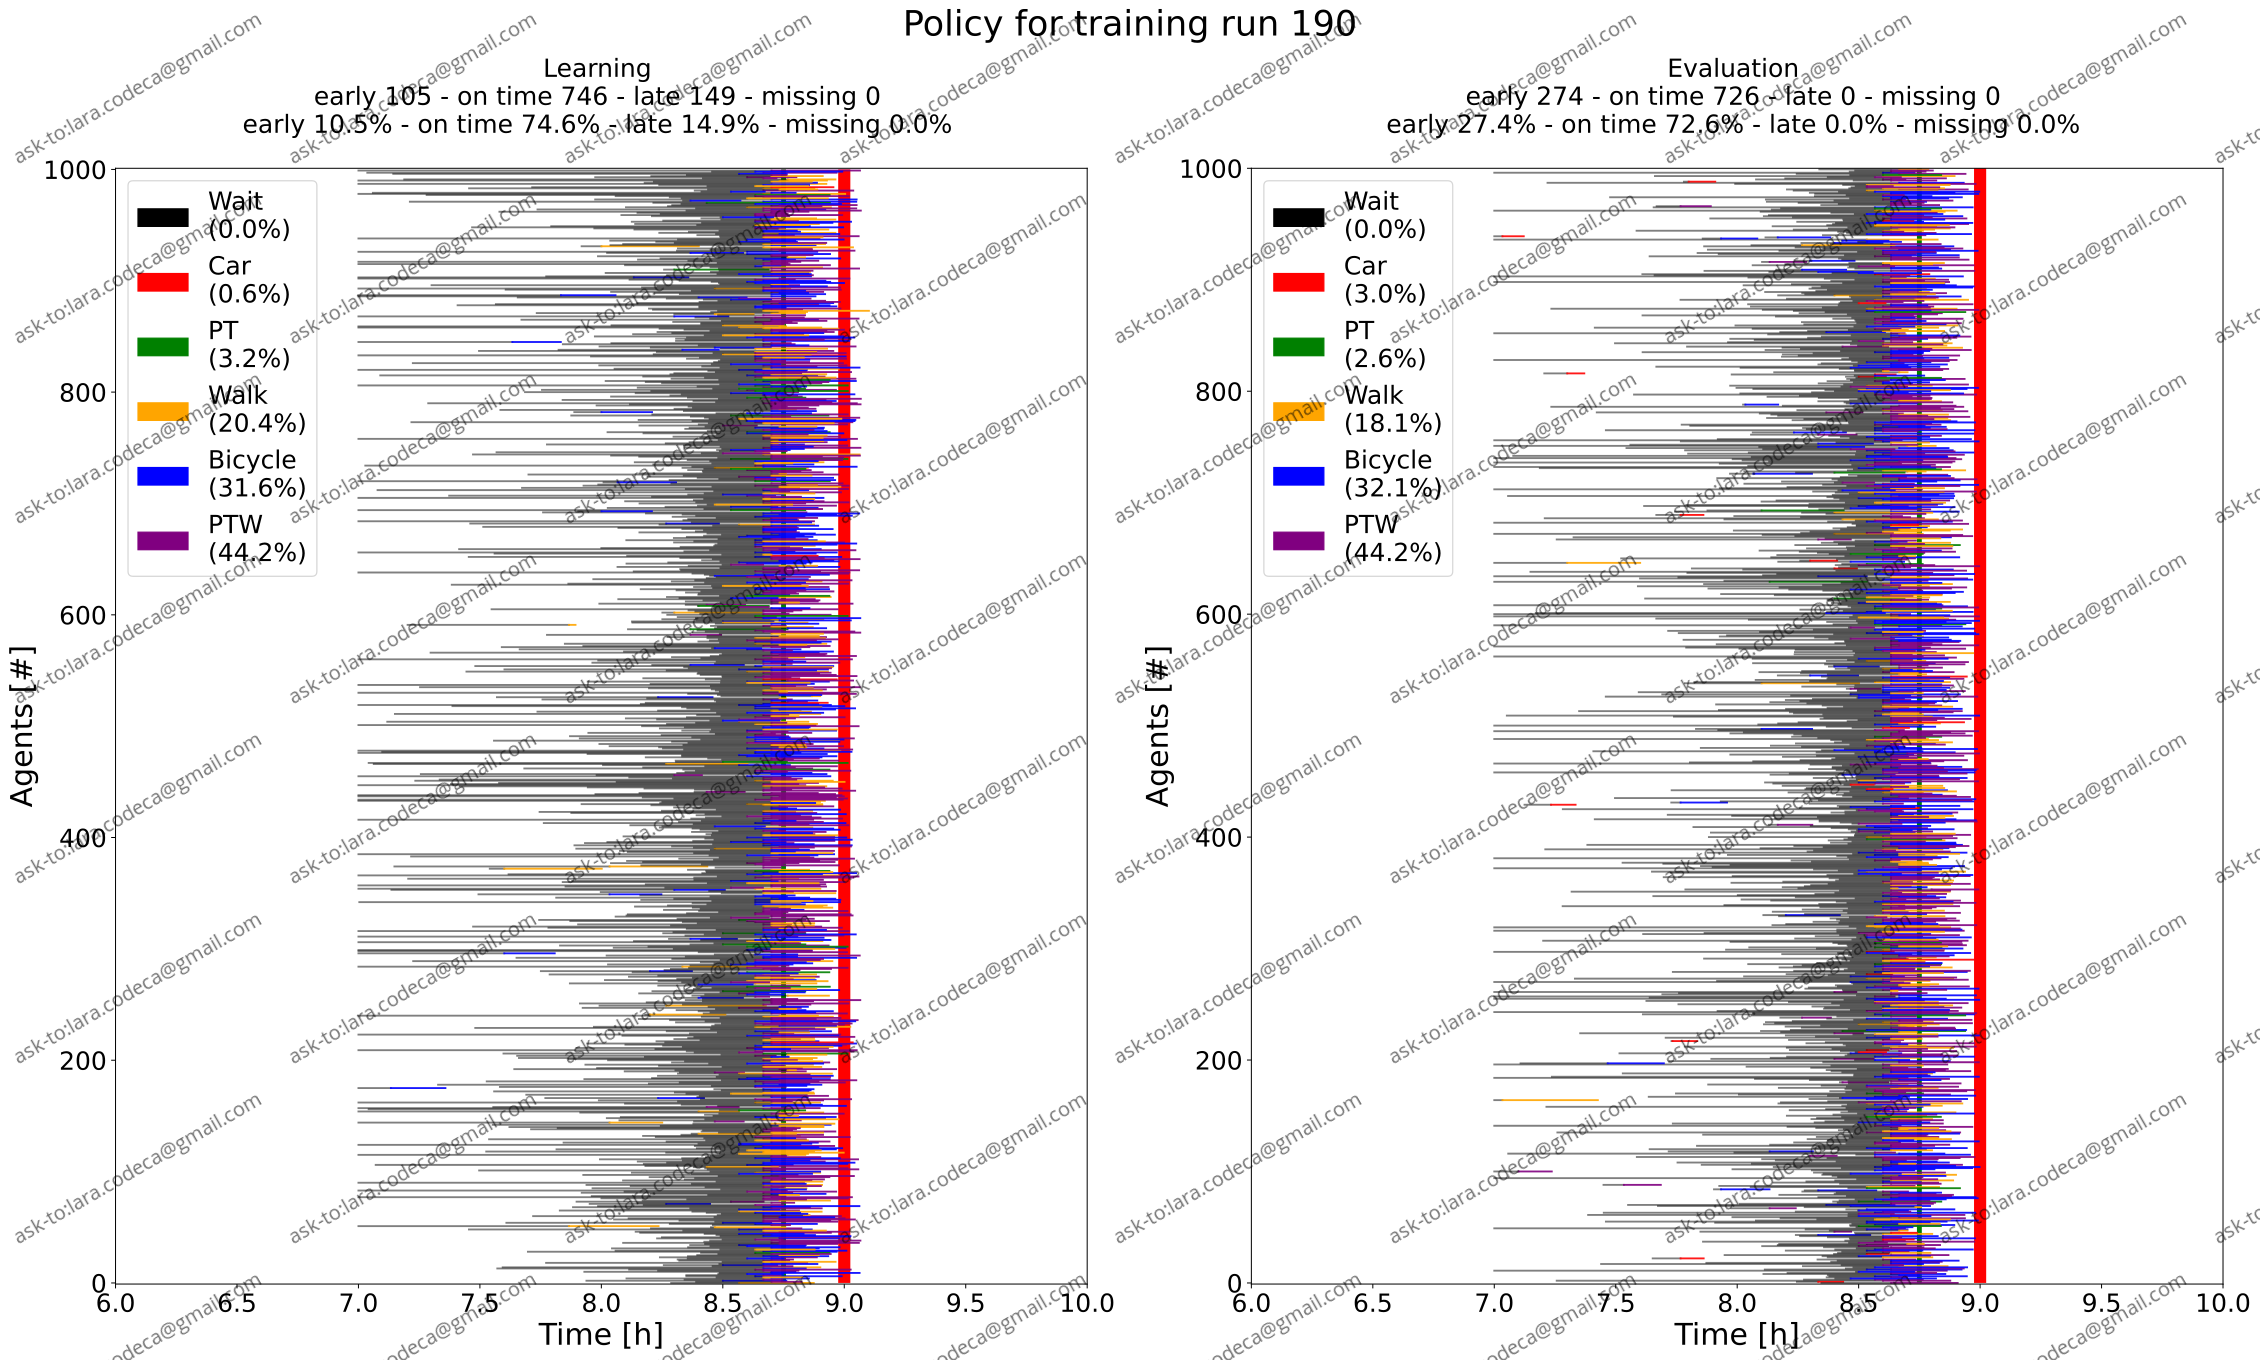 Policy for training run 190
Learning
early 105 - on time 746 - late 149 - missing 0
early 10.5% - on time 74.6% - late 14.9% - missing 0.0%
Agents [#]
1000
800
600
400
200
0
Wait
(0.0%)
Car
(0.6%)
PT
(3.2%)
Walk
(20.4%)
Bicycle
(31.6%)
PTW
(44.2%)
6.0 6.5 7.0 7.5 8.0 8.5 9.0 9.5 10.0
Time [h]
Evaluation
early 274 - on time 726 - late 0 - missing 0
early 27.4% - on time 72.6% - late 0.0% - missing 0.0%
Agents [#]
1000
800
600
400
200
0
Wait
(0.0%)
Car
(3.0%)
PT
(2.6%)
Walk
(18.1%)
Bicycle
(32.1%)
PTW
(44.2%)
6.0 6.5 7.0 7.5 8.0 8.5 9.0 9.5 10.0
Time [h]
ask-to:lara.codeca@gmail.com